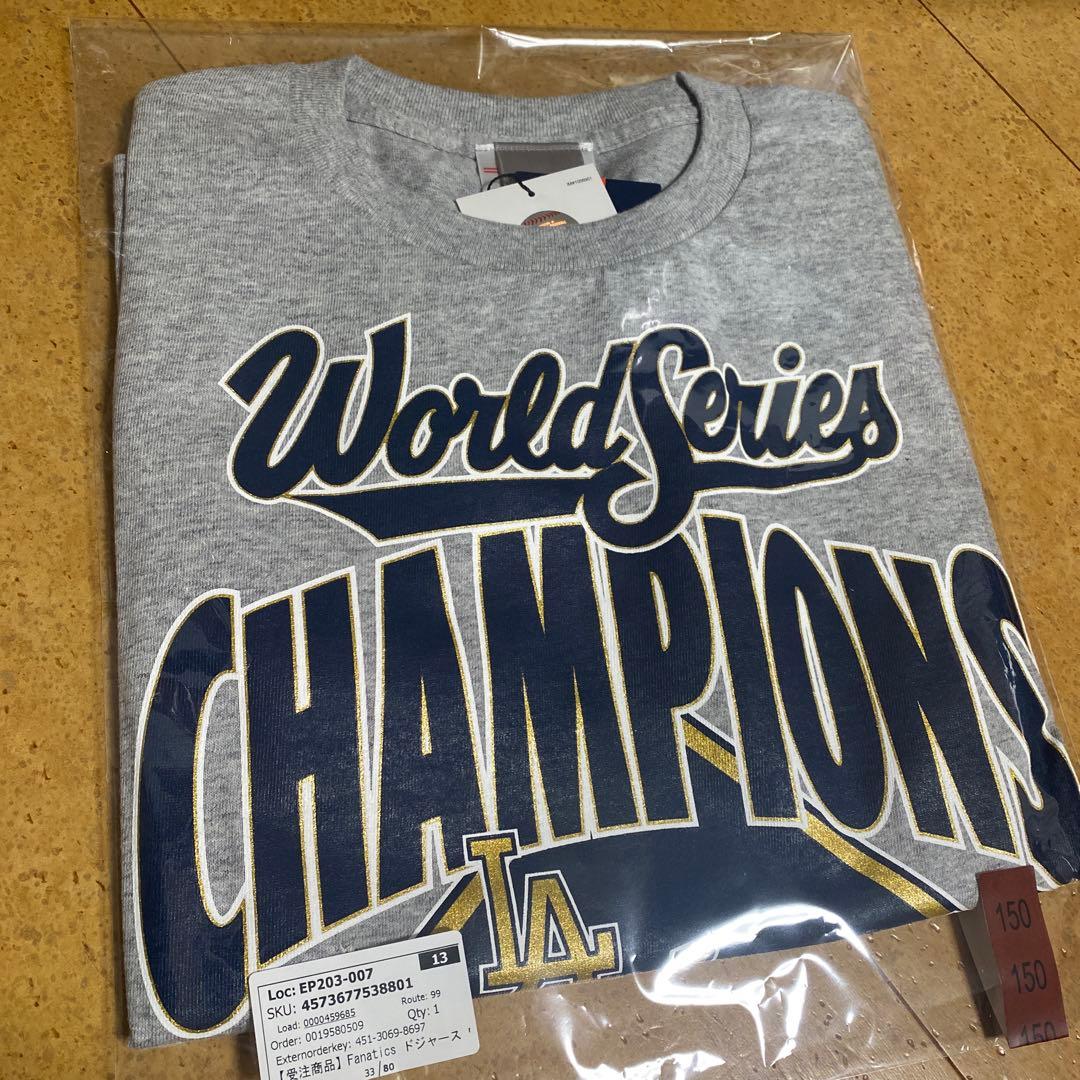 World Series
CHAMPIONS
LA
13
Loc: EP203-007
SKU: 4573677538801
Load: 0000459685 Route: 99
Order: 0019580509 Qty: 1
Externorderkey: 451-3069-8697
【受注商品】Fanatics ドジャース
33 / 80
150
150
150